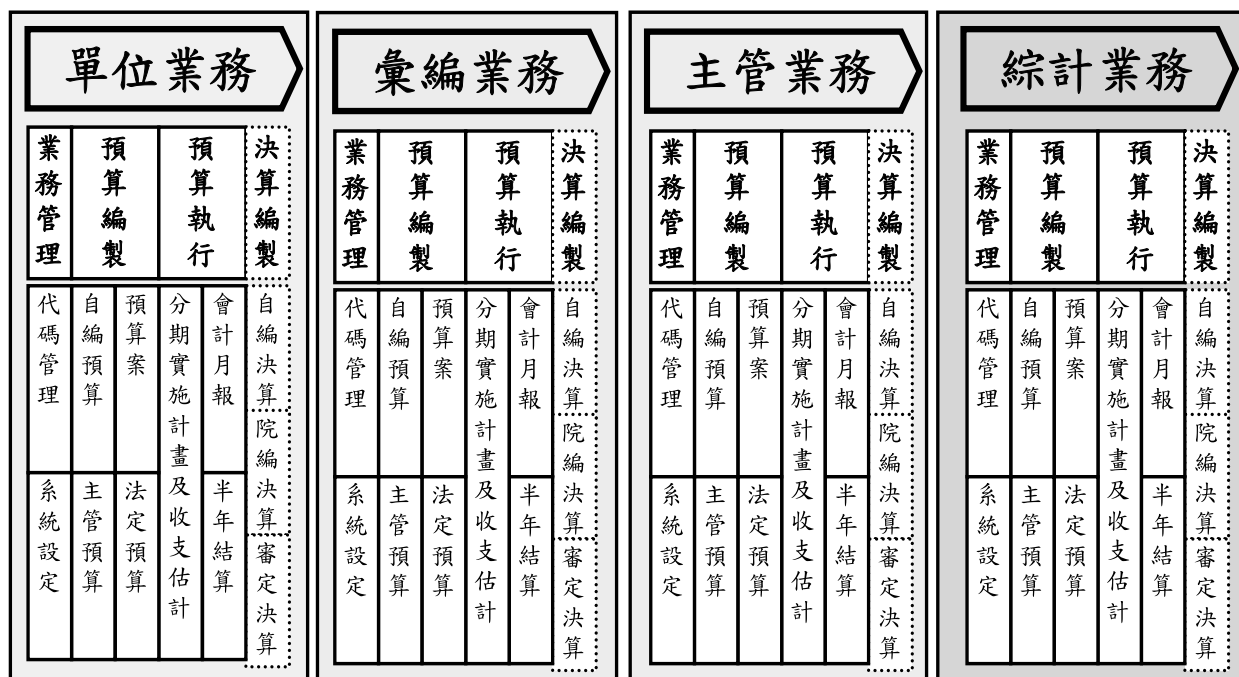 單位業務
業務管理
預算編製
預算執行
決算編製
代碼管理
系統設定
自編預算
主管預算
預算案
法定預算
分期實施計畫及收支估計
會計月報
半年結算
自編決算
院編決算
審定決算
彙編業務
業務管理
預算編製
預算執行
決算編製
代碼管理
系統設定
自編預算
主管預算
預算案
法定預算
分期實施計畫及收支估計
會計月報
半年結算
自編決算
院編決算
審定決算
主管業務
業務管理
預算編製
預算執行
決算編製
代碼管理
系統設定
自編預算
主管預算
預算案
法定預算
分期實施計畫及收支估計
會計月報
半年結算
自編決算
院編決算
審定決算
綜計業務
業務管理
預算編製
預算執行
決算編製
代碼管理
系統設定
自編預算
主管預算
預算案
法定預算
分期實施計畫及收支估計
會計月報
半年結算
自編決算
院編決算
審定決算